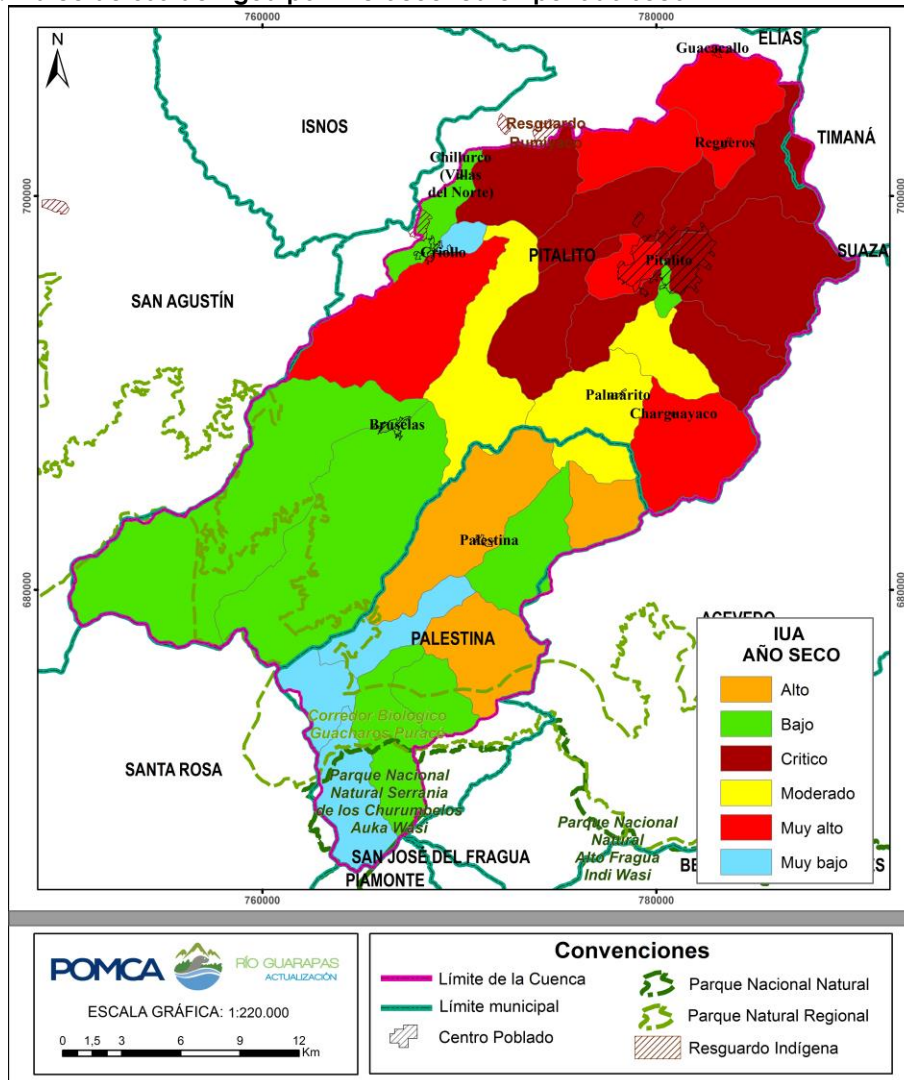 760000
780000
N
Guacacallo
ELÍAS
ISNOS
Resguardo
TIMANÁ
Regueros
Chillurco
(Villas
del Norte)
700000
700000
Criollo
PITALITO
Pitalito
SUAZA
SAN AGUSTÍN
Palmarito
Charguayaco
Bruselas
Palestina
680000
680000
PALESTINA
IUA
AÑO SECO
Alto
Bajo
Critico
Moderado
Muy alto
Muy bajo
Corredor Biologico
Guacharos Puracé
SANTA ROSA
Parque Nacional
Natural Serrania
de los Churumbelos
Auka Wasi
Parque Nacional
Natural
Alto Fragua
Indi Wasi
SAN JOSÉ DEL FRAGUA
PIAMONTE
760000
780000
POMCA
RÍO GUARAPAS
ACTUALIZACIÓN
ESCALA GRÁFICA: 1:220.000
0 1,5 3 6 9 12
Km
Convenciones
Límite de la Cuenca
Límite municipal
Centro Poblado
Parque Nacional Natural
Parque Natural Regional
Resguardo Indígena